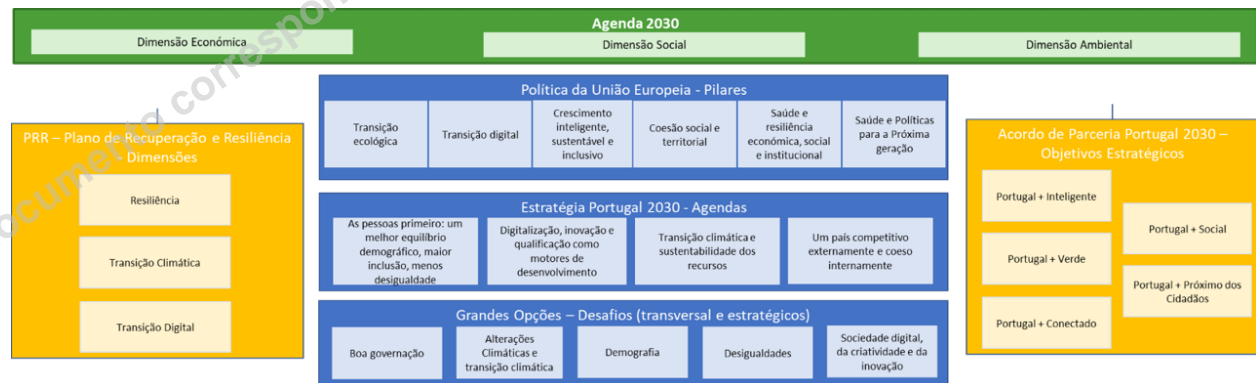 Agenda 2030
Dimensão Económica
Dimensão Social
Dimensão Ambiental
Política da União Europeia - Pilares
Transição
ecológica
Transição digital
Crescimento
inteligente,
sustentável e
inclusivo
Coesão social e
territorial
Saúde e
resiliência
económica, social
e institucional
Saúde e Políticas
para a Próxima
geração
PRR – Plano de Recuperação e Resiliência
Dimensões
Resiliência
Transição Climática
Transição Digital
Estratégia Portugal 2030 - Agendas
As pessoas primeiro: um
melhor equilíbrio
demográfico, maior
inclusão, menos
desigualdade
Digitalização, inovação e
qualificação como
motores de
desenvolvimento
Transição climática e
sustentabilidade dos
recursos
Um país competitivo
externamente e coeso
internamente
Grandes Opções – Desafios (transversal e estratégicos)
Boa governação
Alterações
Climáticas e
transição climática
Demografia
Desigualdades
Sociedade digital,
da criatividade e da
inovação
Acordo de Parceria Portugal 2030 –
Objetivos Estratégicos
Portugal + Inteligente
Portugal + Verde
Portugal + Conectado
Portugal + Social
Portugal + Próximo dos
Cidadãos